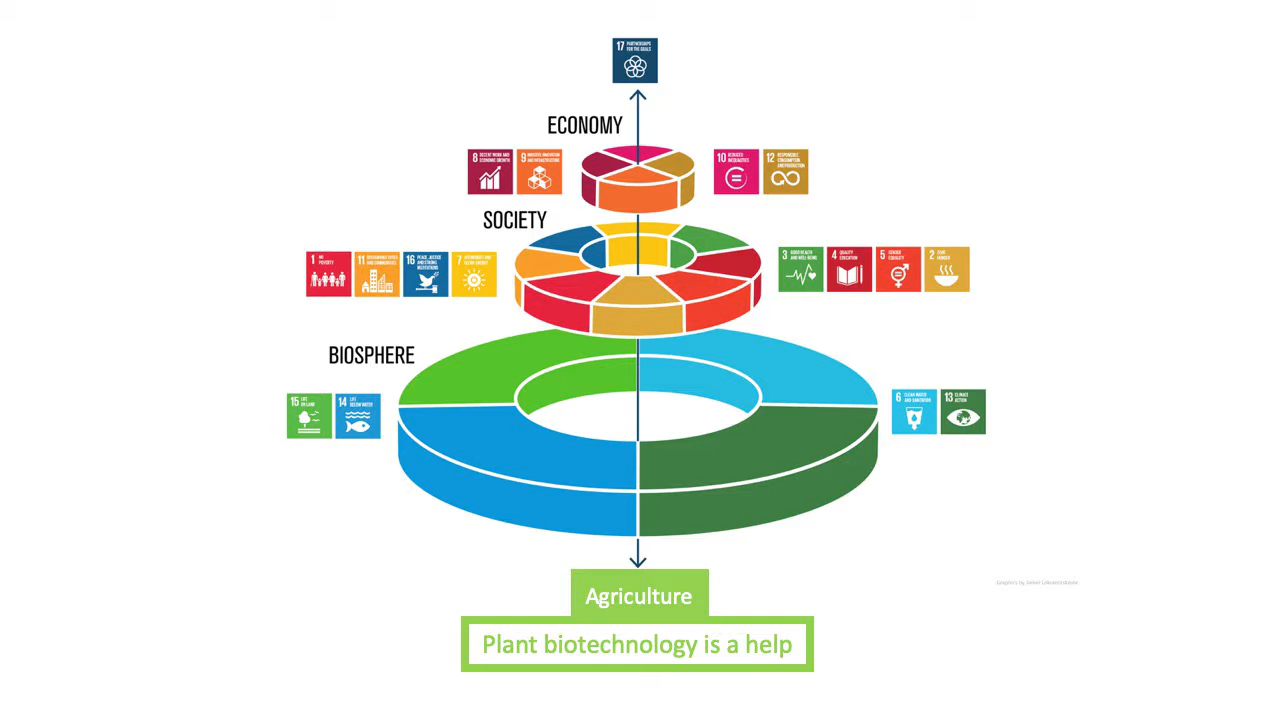 17 PARTNERSHIPS
FOR THE GOALS
ECONOMY
8 DECENT WORK AND
ECONOMIC GROWTH
9 INDUSTRY, INNOVATION
AND INFRASTRUCTURE
10 REDUCED
INEQUALITIES
12 RESPONSIBLE
CONSUMPTION
AND PRODUCTION
SOCIETY
1 NO
POVERTY
11 SUSTAINABLE CITIES
AND COMMUNITIES
16 PEACE, JUSTICE
AND STRONG
INSTITUTIONS
7 AFFORDABLE AND
CLEAN ENERGY
3 GOOD HEALTH
AND WELL-BEING
4 QUALITY
EDUCATION
5 GENDER
EQUALITY
2 ZERO
HUNGER
BIOSPHERE
15 LIFE
ON LAND
14 LIFE
BELOW WATER
6 CLEAN WATER
AND SANITATION
13 CLIMATE
ACTION
Graphics by
Agriculture
Plant biotechnology is a help